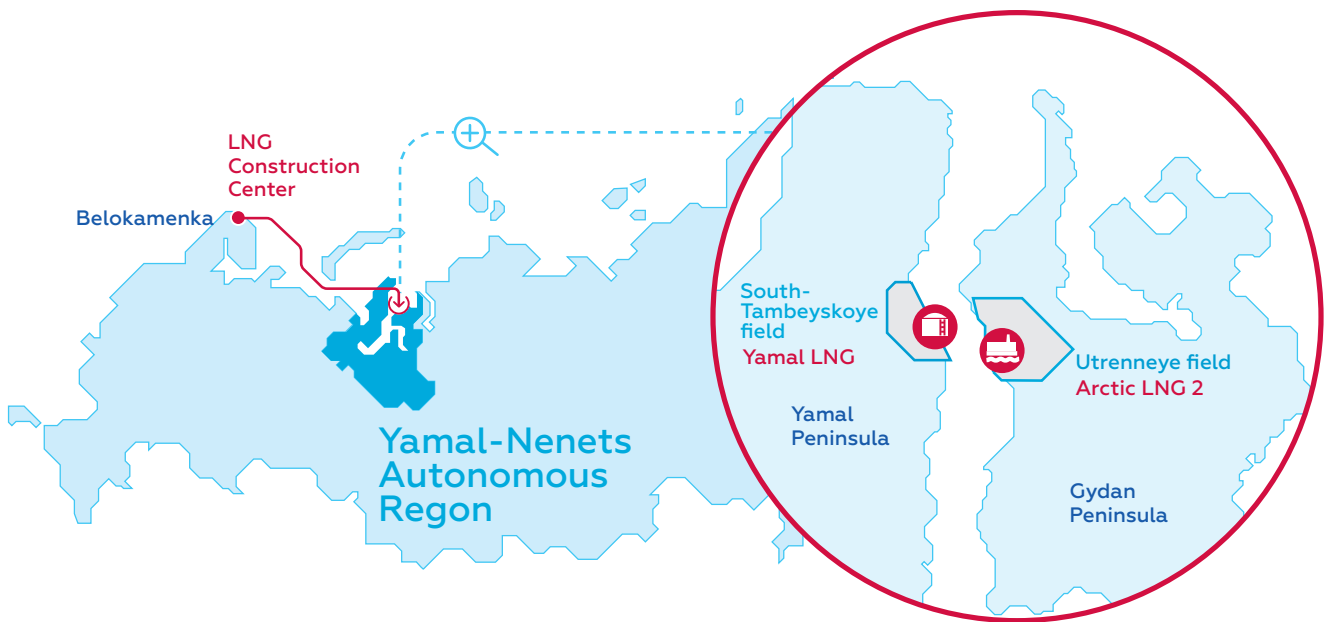 LNG
Construction
Center
Belokamenka
Yamal-Nenets
Autonomous
Regon
South-
Tambeyskoye
field
Yamal LNG
Yamal
Peninsula
Utrenneye field
Arctic LNG 2
Gydan
Peninsula